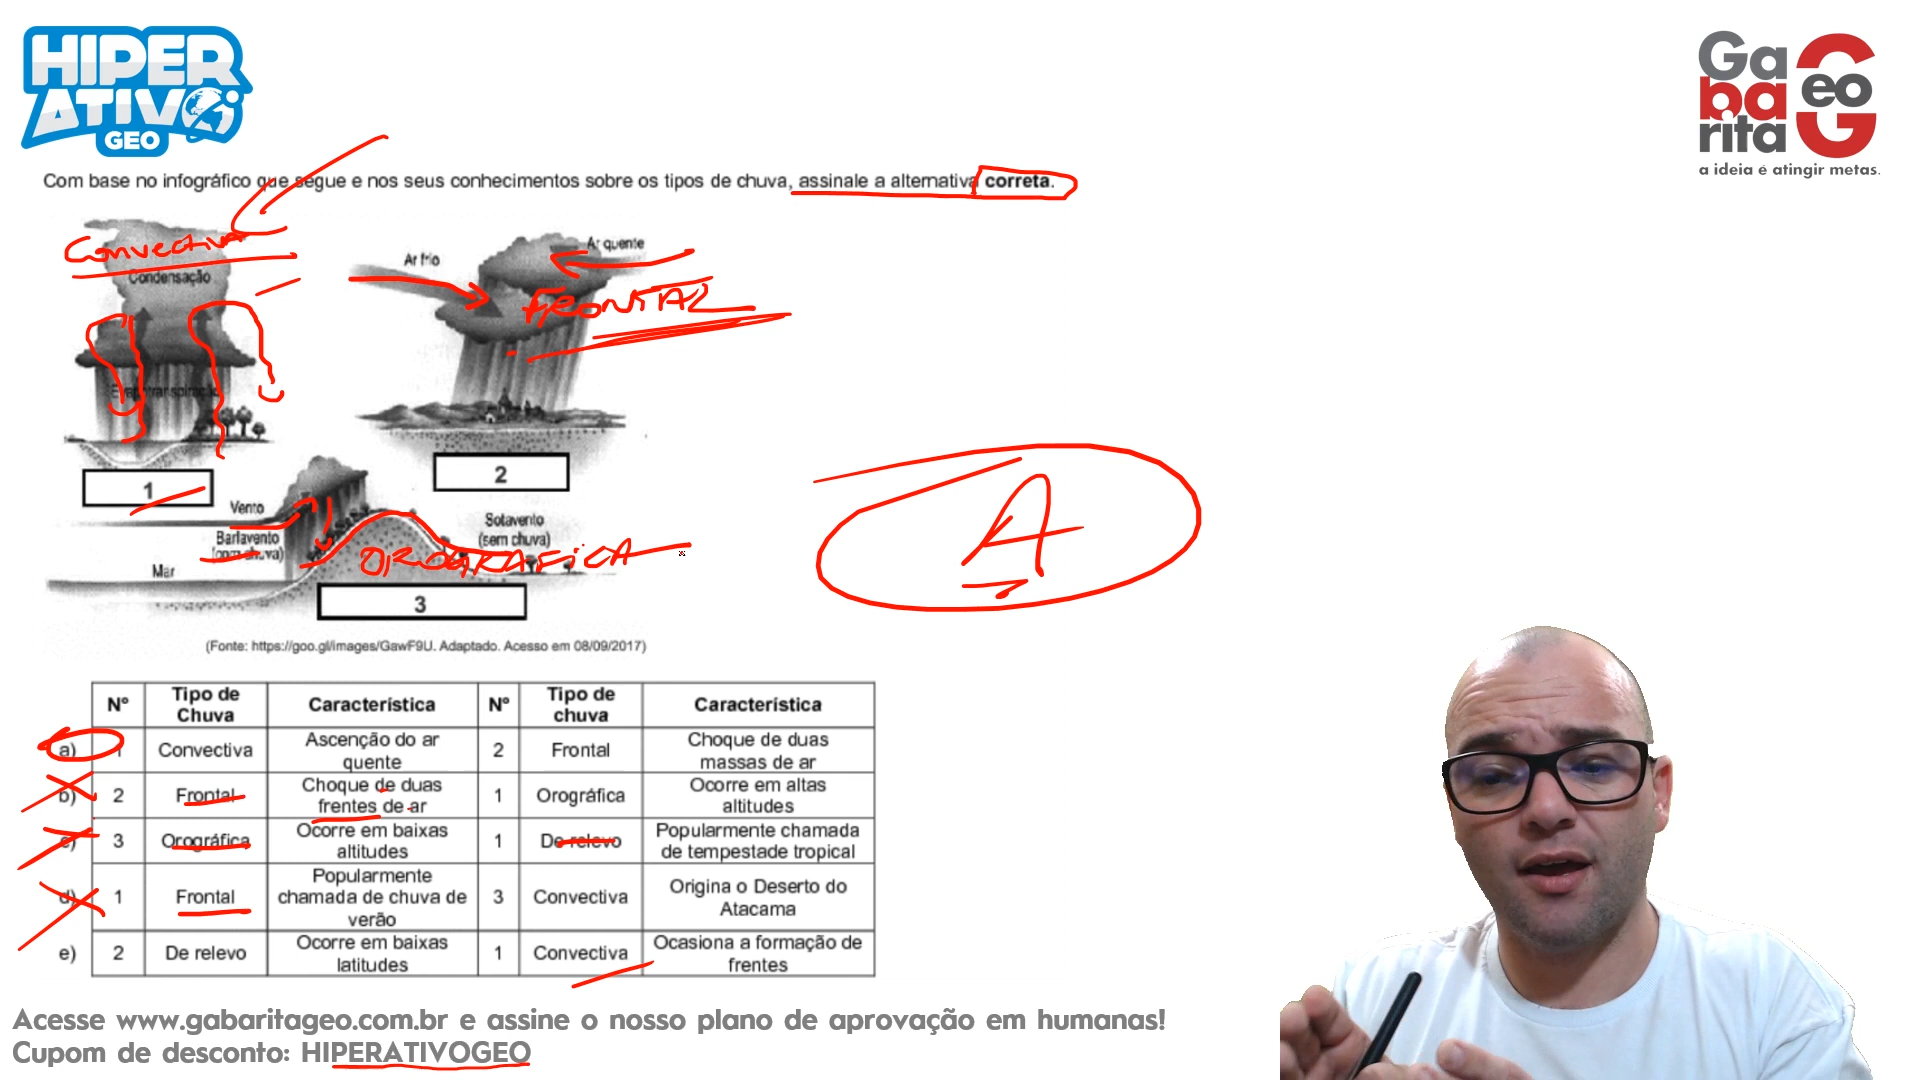 HIPER
ATIVO
GEO
Ga
ba
rita
Geo
a ideia é atingir metas.
Com base no infográfico que segue e nos seus conhecimentos sobre os tipos de chuva, assinale a alternativa correta.
Convectiva
Condensação
Evapotranspiração
1
Ar frio
Ar quente
FRONTAL
2
Vento
Barlavento
(com chuva)
Mar
Sotavento
(sem chuva)
OROGRAFICA
3
A
(Fonte: https://goo.gl/images/GawF9U. Adaptado. Acesso em 08/09/2017)
Nº Tipo de Chuva Característica Nº Tipo de chuva Característica
a) 1 Convectiva Ascenção do ar quente 2 Frontal Choque de duas massas de ar
b) 2 Frontal Choque de duas frentes de ar 1 Orográfica Ocorre em altas altitudes
c) 3 Orográfica Ocorre em baixas altitudes 1 De relevo Popularmente chamada de tempestade tropical
d) 1 Frontal Popularmente chamada de chuva de verão 3 Convectiva Origina o Deserto do Atacama
e) 2 De relevo Ocorre em baixas latitudes 1 Convectiva Ocasiona a formação de frentes
Acesse www.gabaritageo.com.br e assine o nosso plano de aprovação em humanas!
Cupom de desconto: HIPERATIVOGEO